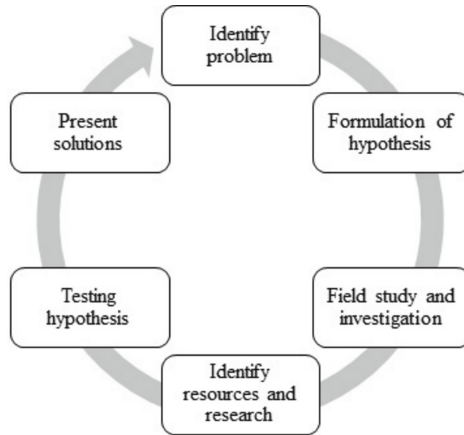 Identify
problem
Formulation of
hypothesis
Field study and
investigation
Identify
resources and
research
Testing
hypothesis
Present
solutions